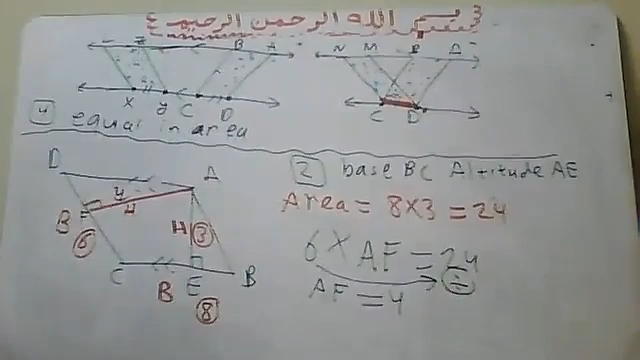 بسم الله الرحمن الرحيم
B A N M B A
X y C D C D
4 equal in area
D A 2 base BC Altitude AE
4 H Area = 8×3 = 24
B 6 H 3 6 × AF = 24
C B E 8 B AF = 4 ÷